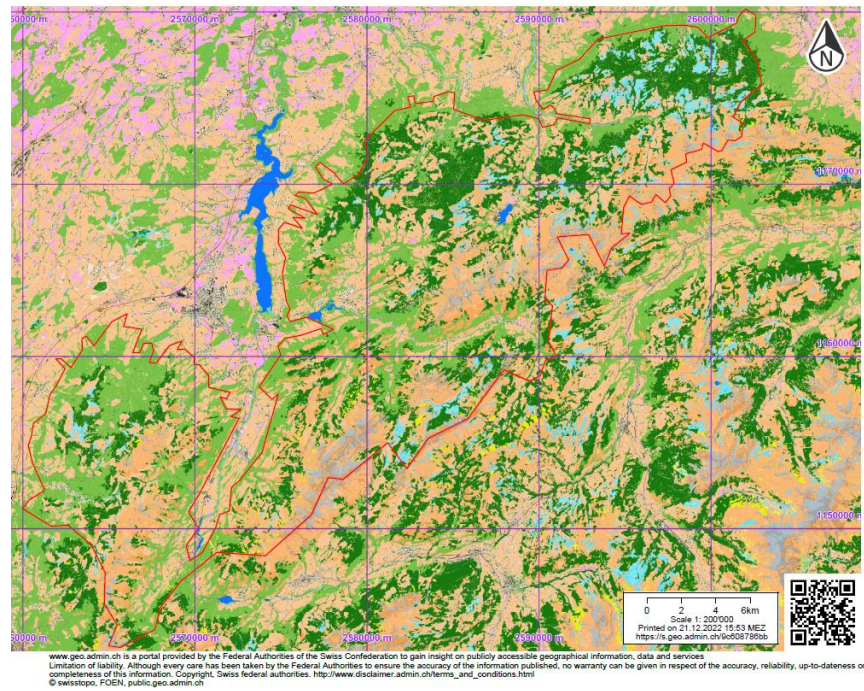 60000 m 2570000 m 2580000 m 2590000 m 2600000 m
N
1170000 m
1160000 m
1150000 m
60000 m 2570000 m 2580000 m 2590000 m
0 2 4 6km
Scale 1: 200'000
Printed on 21.12.2022 15:53 MEZ
https://s.geo.admin.ch/9c608786bb
www.geo.admin.ch is a portal provided by the Federal Authorities of the Swiss Confederation to gain insight on publicly accessible geographical information, data and services
Limitation of liability. Although every care has been taken by the Federal Authorities to ensure the accuracy of the information published, no warranty can be given in respect of the accuracy, reliability, up-to-dateness or
completeness of this information. Copyright, Swiss federal authorities. http://www.disclaimer.admin.ch/terms_and_conditions.html
© swisstopo, FOEN, public.geo.admin.ch